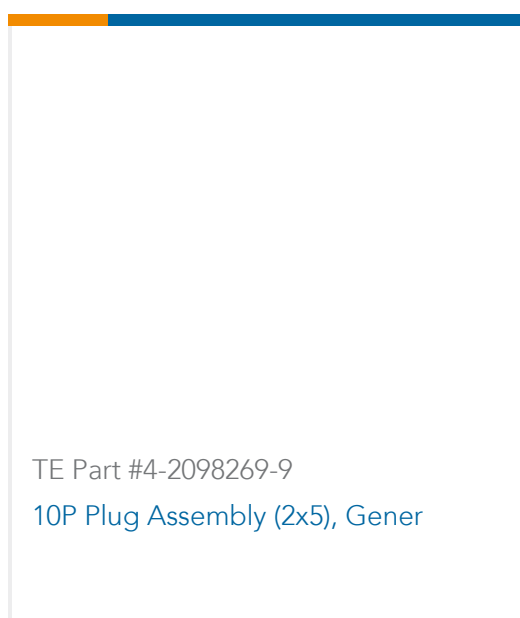 TE Part #4-2098269-9
10P Plug Assembly (2x5), Gener